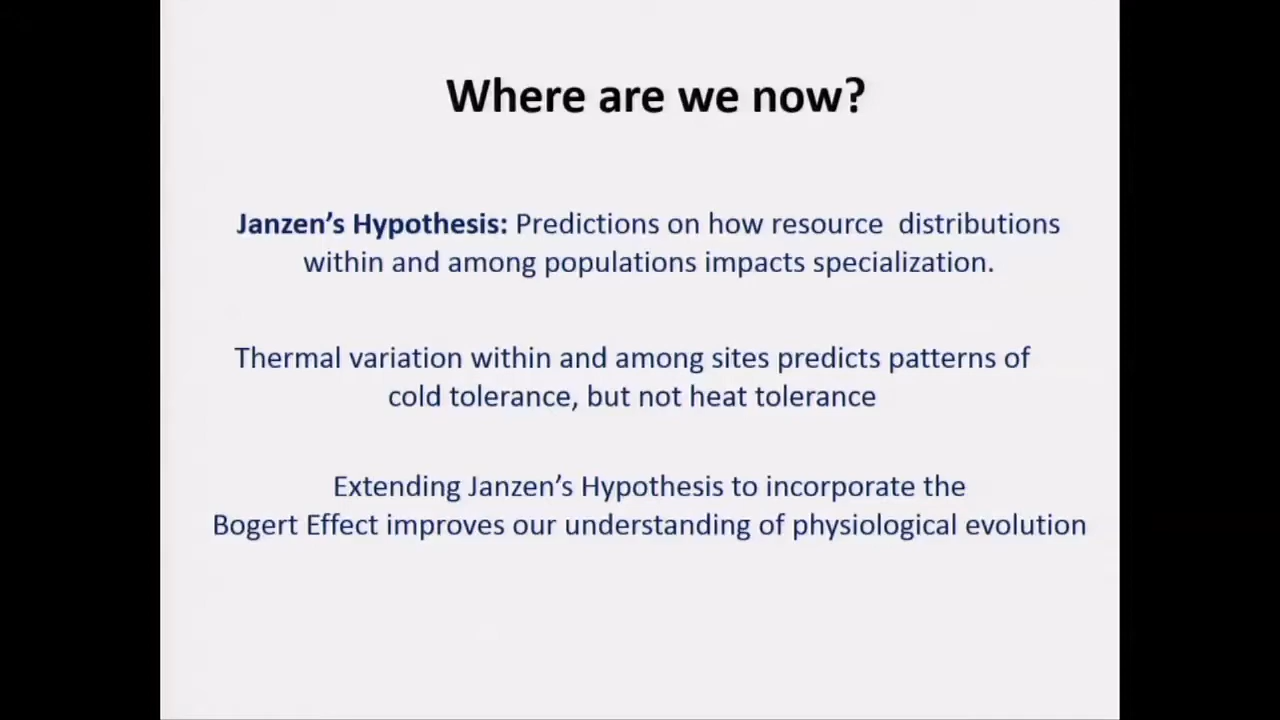 Where are we now?
Janzen’s Hypothesis: Predictions on how resource distributions
within and among populations impacts specialization.
Thermal variation within and among sites predicts patterns of
cold tolerance, but not heat tolerance
Extending Janzen’s Hypothesis to incorporate the
Bogert Effect improves our understanding of physiological evolution